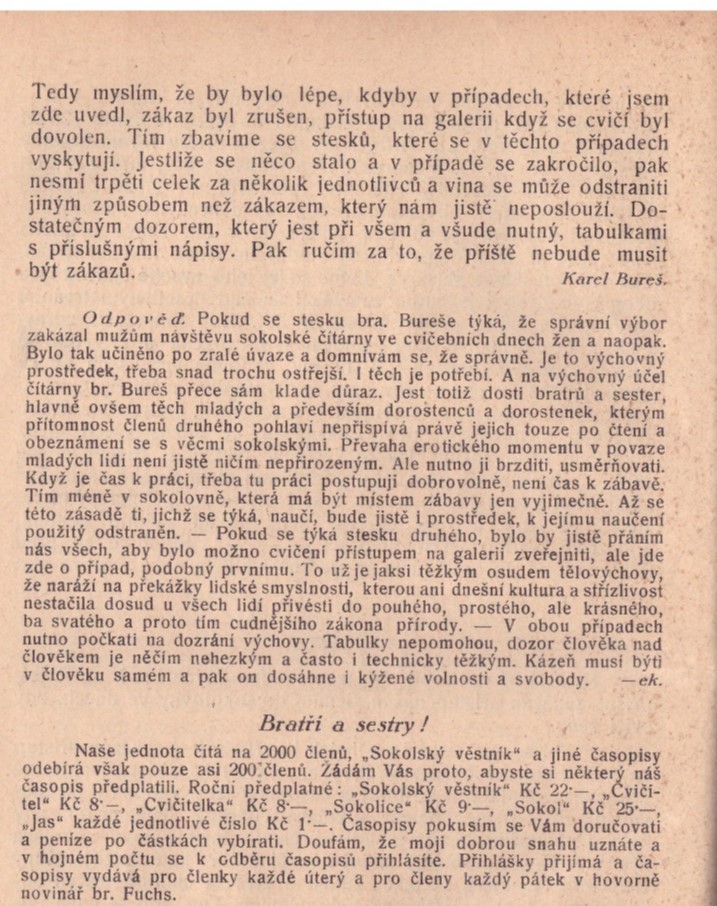 Tedy myslím, že by bylo lépe, kdyby v případech, které jsem
zde uvedl, zákaz byl zrušen, přístup na galerii když se cvičí byl
dovolen. Tím zbavíme se stesků, které se v těchto případech
vyskytují. Jestliže se něco stalo a v případě se zakročilo, pak
nesmí trpěti celek za několik jednotlivců a vina se může odstraniti
jiným způsobem než zákazem, který nám jistě neposlouží. Do-
statečným dozorem, který jest při všem a všude nutný, tabulkami
s příslušnými nápisy. Pak ručím za to, že příště nebude musit
být zákazů.
Karel Bureš.
Odpověď. Pokud se stesku bra. Bureše týká, že správní výbor
zakázal mužům návštěvu sokolské čítárny ve cvičebních dnech žen a naopak.
Bylo tak učiněno po zralé úvaze a domnívám se, že správně. Je to výchovný
prostředek, třeba snad trochu ostřejší. I těch je potřebí. A na výchovný účel
čítárny br. Bureš přece sám klade důraz. Jest totiž dosti bratrů a sester,
hlavně ovšem těch mladých a především dorostenců a dorostenek, kterým
přítomnost členů druhého pohlaví nepřispívá právě jejich touze po čtení a
obeznámení se s věcmi sokolskými. Převaha erotického momentu v povaze
mladých lidí není jistě ničím nepřirozeným. Ale nutno ji brzditi, usměrňovati.
Když je čas k práci, třeba tu práci postupují dobrovolně, není čas k zábavě.
Tím méně v sokolovně, která má být místem zábavy jen vyjimečně. Až se
této zásadě ti, jichž se týká, naučí, bude jistě i prostředek, k jejímu naučení
použitý odstraněn. — Pokud se týká stesku druhého, bylo by jistě přáním
nás všech, aby bylo možno cvičení přístupem na galerii zveřejniti, ale jde
zde o případ, podobný prvnímu. To už je jaksi těžkým osudem tělovýchovy,
že naráží na překážky lidské smyslnosti, kterou ani dnešní kultura a střízlivost
nestačila dosud u všech lidí přivésti do pouhého, prostého, ale krásného,
ba svatého a proto tím cudnějšího zákona přírody. — V obou případech
nutno počkati na dozrání výchovy. Tabulky nepomohou, dozor člověka nad
člověkem je něčím nehezkým a často i technicky těžkým. Kázeň musí býti
v člověku samém a pak on dosáhne i kýžené volnosti a svobody. —ek.
Bratří a sestry!
Naše jednota čítá na 2000 členů, „Sokolský věstník“ a jiné časopisy
odebírá však pouze asi 200 členů. Žádám Vás proto, abyste si některý náš
časopis předplatili. Roční předplatné: „Sokolský věstník“ Kč 22·—, „Cviči-
tel“ Kč 8·—, „Cvičitelka“ Kč 8·—, „Sokolíce“ Kč 9·—, „Sokol“ Kč 25·—,
„Jas“ každé jednotlivé číslo Kč 1·—. Časopisy pokusím se Vám doručovati
a peníze po částkách vybírati. Doufám, že moji dobrou snahu uznáte a
v hojném počtu se k odběru časopisů přihlásíte. Přihlášky přijímá a ča-
sopisy vydává pro členky každé úterý a pro členy každý pátek v hovorně
novinář br. Fuchs.